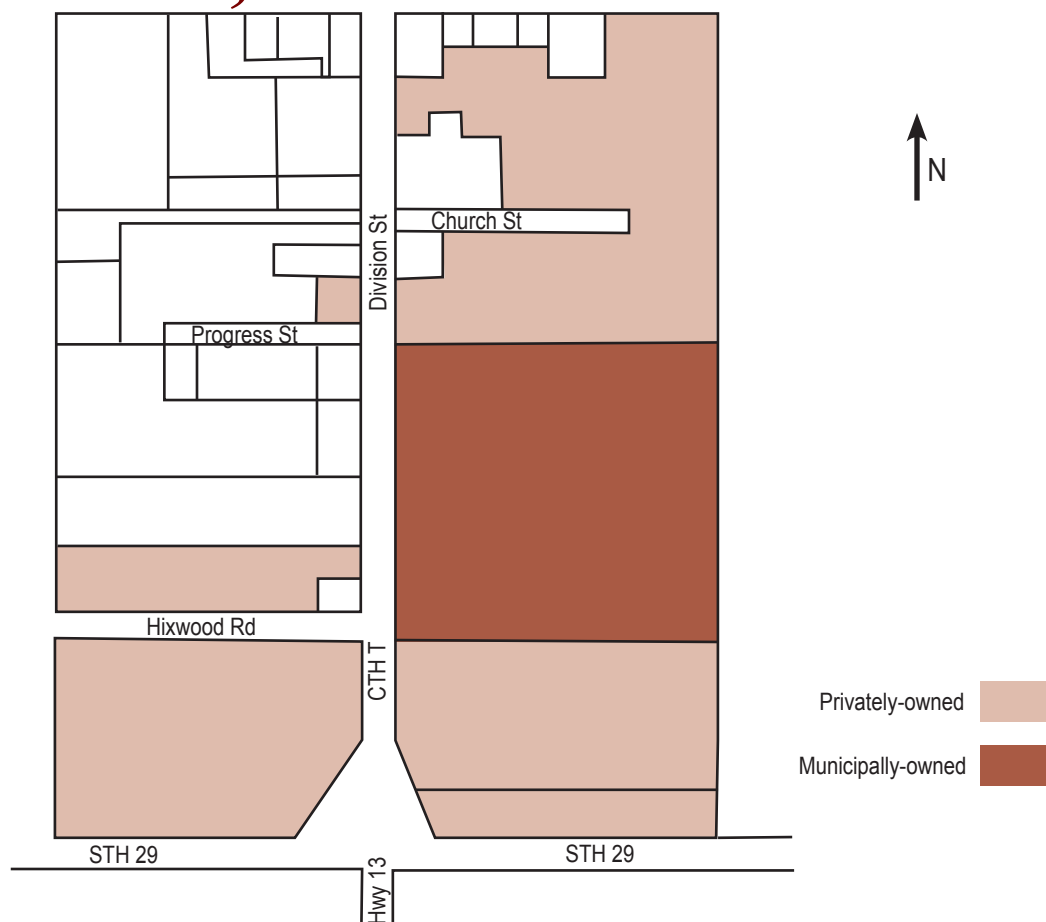 N
Church St
Division St
Progress St
Hixwood Rd
CTH T
Privately-owned
Municipally-owned
STH 29
STH 29
Hwy 13